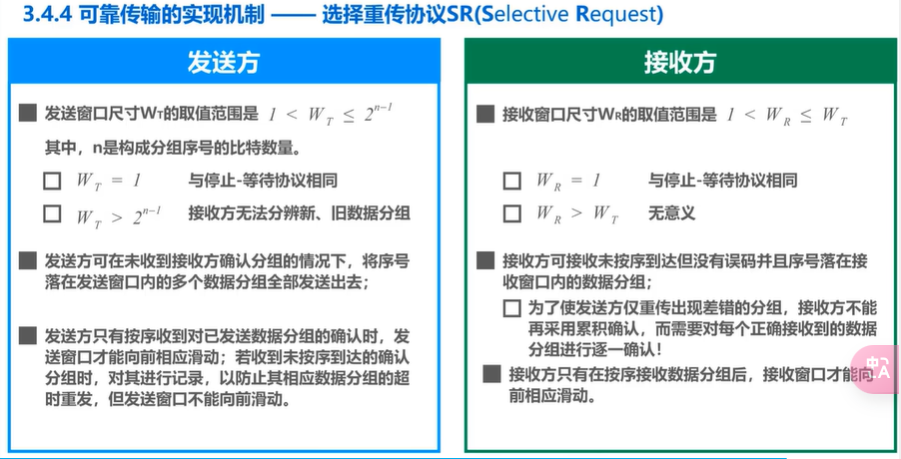 3.4.4 可靠传输的实现机制 —— 选择重传协议SR(Selective Request)
发送方
发送窗口尺寸WT的取值范围是 1 < WT ≤ 2^(n-1)
其中，n是构成分组序号的比特数量。
WT = 1 与停止-等待协议相同
WT > 2^(n-1) 接收方无法分辨新、旧数据分组
发送方可在未收到接收方确认分组的情况下，将序号
落在发送窗口内的多个数据分组全部发送出去；
发送方只有按序收到对已发送数据分组的确认时，发
送窗口才能向前相应滑动；若收到未按序到达的确认
分组时，对其进行记录，以防止其相应数据分组的超
时重发，但发送窗口不能向前滑动。
接收方
接收窗口尺寸WR的取值范围是 1 < WR ≤ WT
WR = 1 与停止-等待协议相同
WR > WT 无意义
接收方可接收未按序到达但没有误码并且序号落在接
收窗口内的数据分组；
为了使发送方仅重传出现差错的分组，接收方不能
再采用累积确认，而需要对每个正确接收到的数据
分组进行逐一确认！
接收方只有在按序接收数据分组后，接收窗口才能向
前相应滑动。
中
A